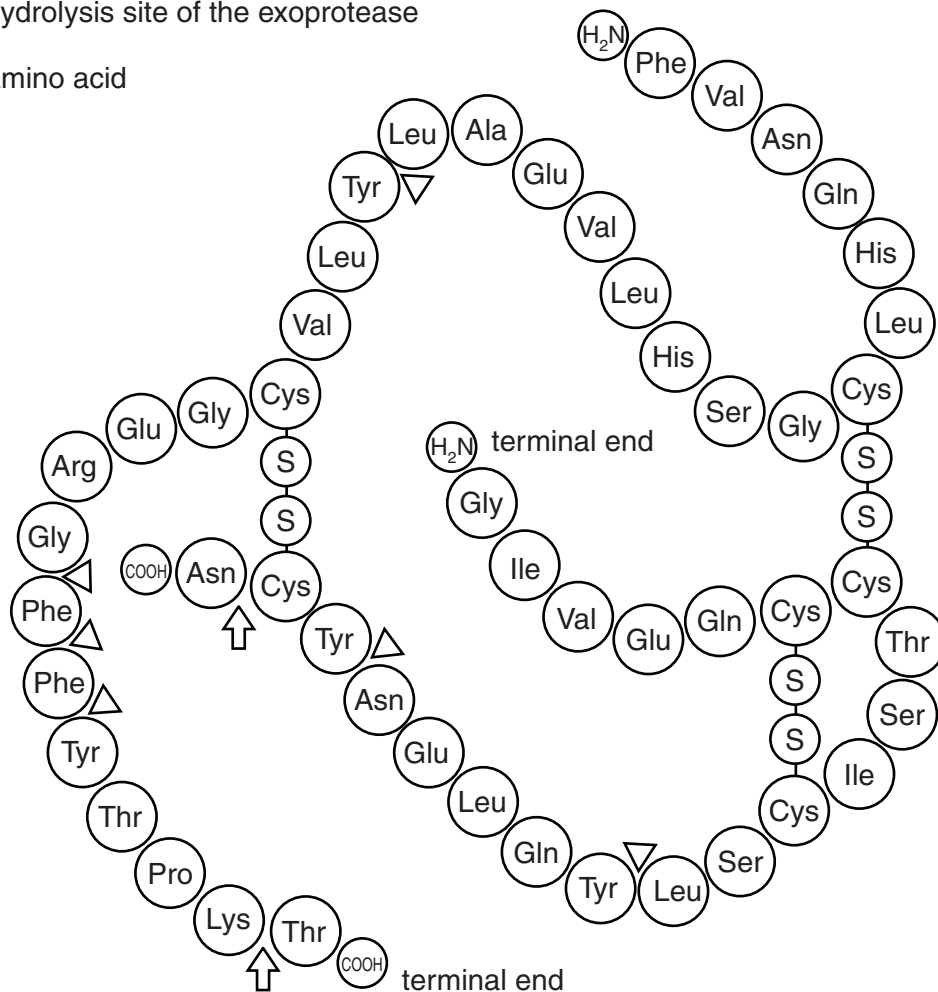 ydrolysis site of the exoprotease
mino acid
H2N
Phe
Val
Asn
Gln
His
Leu
Cys
Gly
Ser
His
Leu
Val
Glu
Ala
Leu
Tyr
Leu
Val
Cys
Gly
Glu
Arg
Gly
Phe
Phe
Tyr
Thr
Pro
Lys
Thr
COOH
terminal end
S
S
S
S
H2N
terminal end
Gly
Ile
Val
Glu
Gln
Cys
Cys
Thr
Ser
Ile
Cys
S
S
Ser
Leu
Tyr
Gln
Leu
Glu
Asn
Tyr
Cys
Asn
COOH